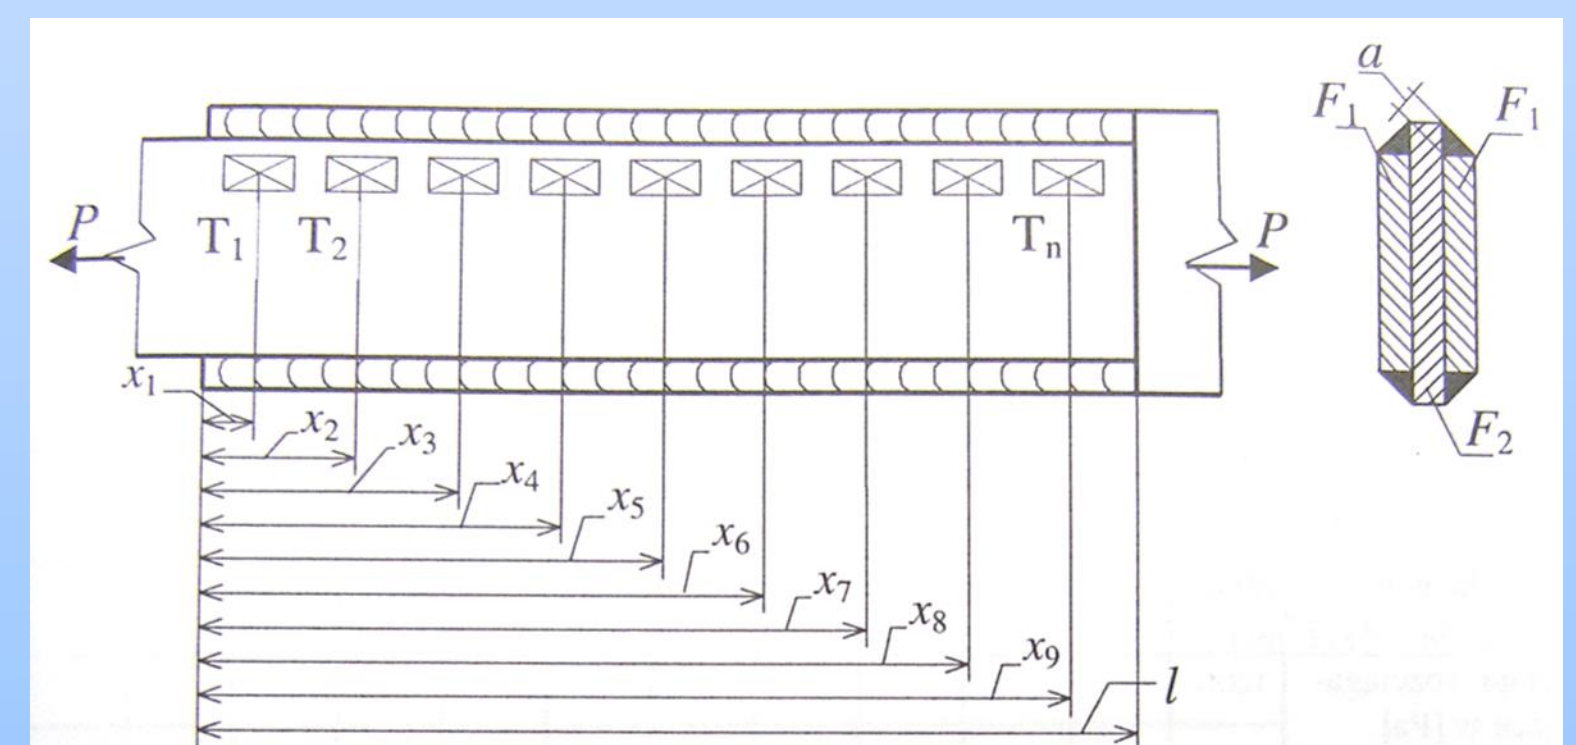 a
F₁
F₁
P
T₁
T₂
Tₙ
P
x₁
x₂
x₃
F₂
x₄
x₅
x₆
x₇
x₈
x₉
l